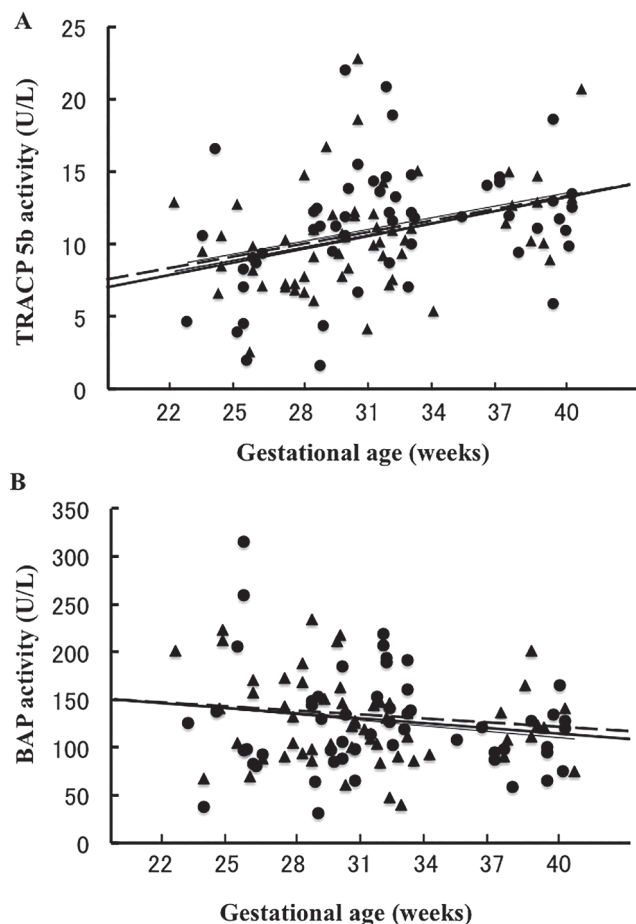 A
TRACP 5b activity (U/L)
25
20
15
10
5
0
22 25 28 31 34 37 40
Gestational age (weeks)
B
BAP activity (U/L)
350
300
250
200
150
100
50
0
22 25 28 31 34 37 40
Gestational age (weeks)